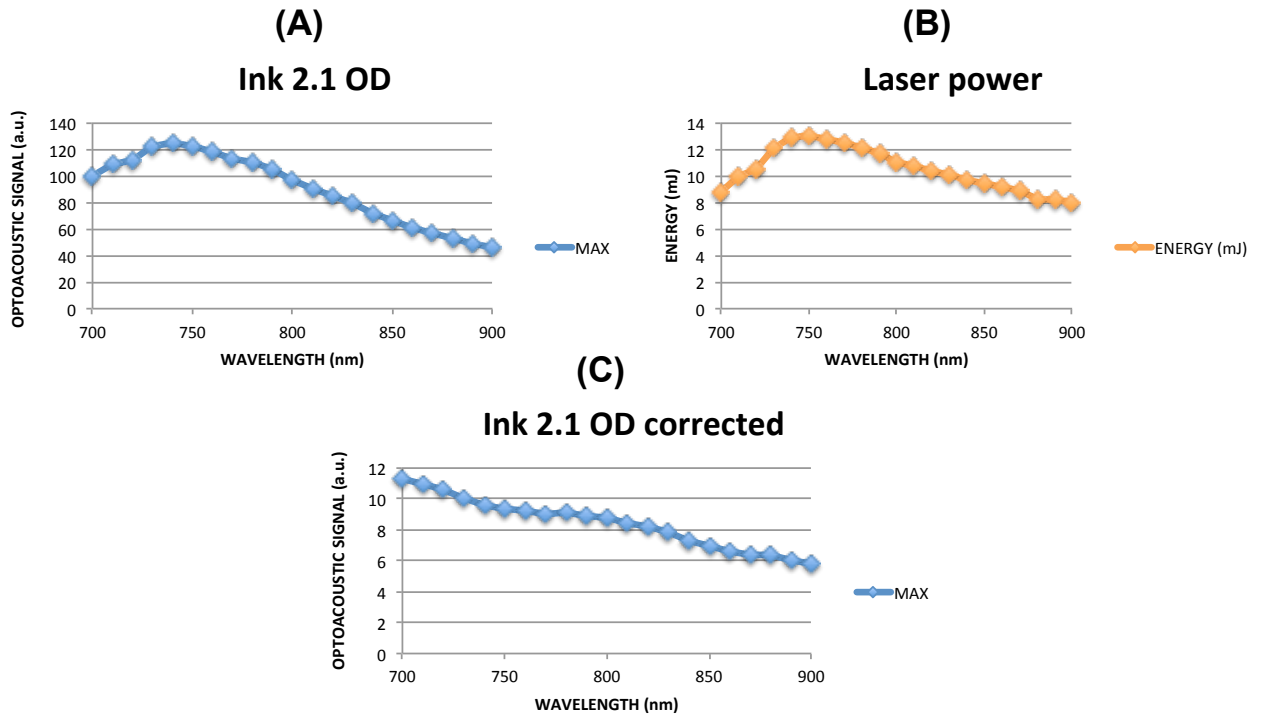 (A)
Ink 2.1 OD
OPTOACOUSTIC SIGNAL (a.u.)
140
120
100
80
60
40
20
0
700
750
800
850
900
WAVELENGTH (nm)
MAX
(B)
Laser power
ENERGY (mJ)
14
12
10
8
6
4
2
0
700
750
800
850
900
WAVELENGTH (nm)
ENERGY (mJ)
(C)
Ink 2.1 OD corrected
OPTOACOUSTIC SIGNAL (a.u.)
12
10
8
6
4
2
0
700
750
800
850
900
WAVELENGTH (nm)
MAX